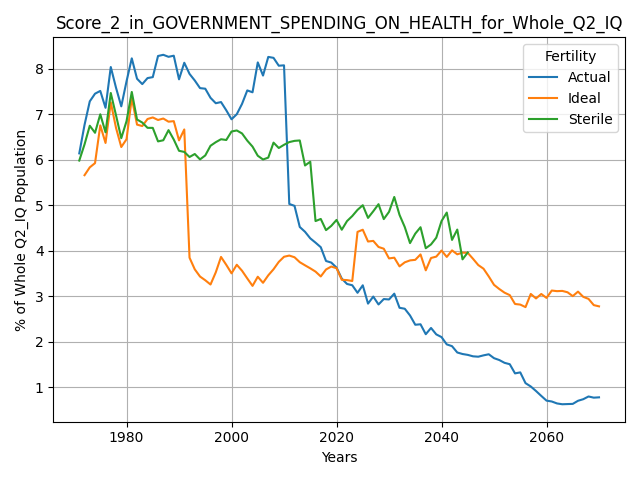 Score_2_in_GOVERNMENT_SPENDING_ON_HEALTH_for_Whole_Q2_IQ
Fertility
Actual
Ideal
Sterile
% of Whole Q2_IQ Population
8
7
6
5
4
3
2
1
1980 2000 2020 2040 2060
Years